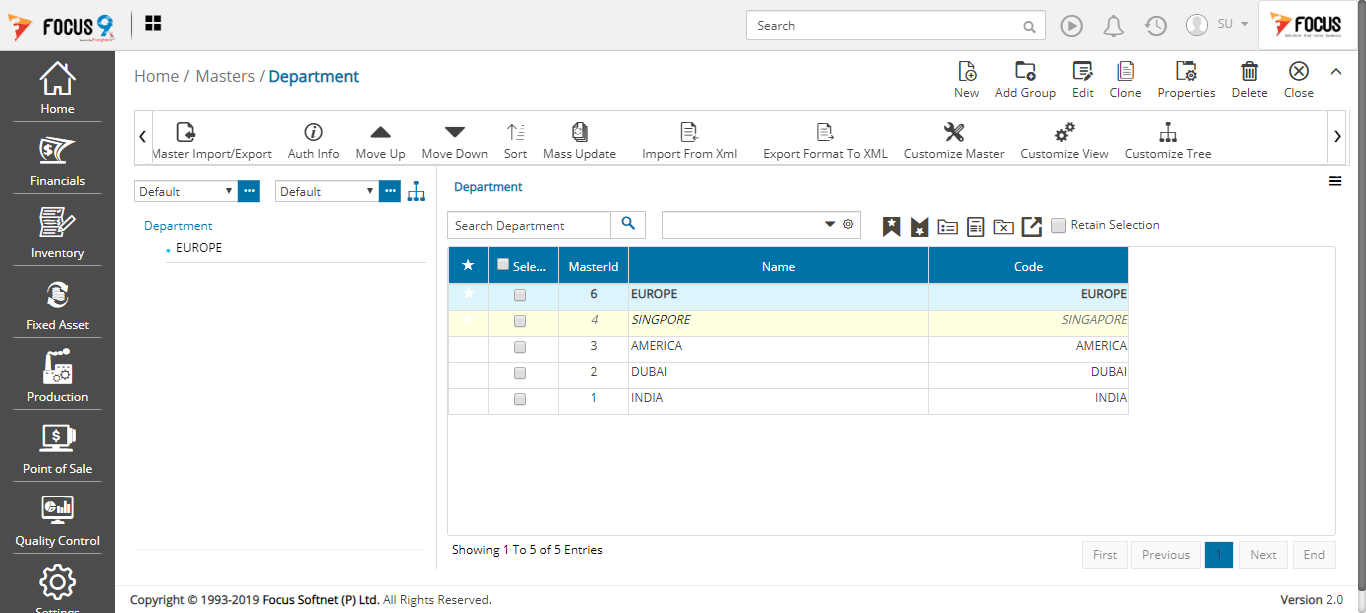 FOCUS 9
Search
SU
FOCUS
Home
Financials
Inventory
Fixed Asset
Production
Point of Sale
Quality Control
Settings
Home / Masters / Department
New Add Group Edit Clone Properties Delete Close
Master Import/Export Auth Info Move Up Move Down Sort Mass Update Import From Xml Export Format To XML Customize Master Customize View Customize Tree
Default Default
Department
EUROPE
Department
Search Department
Retain Selection
Sele... MasterId Name Code
6 EUROPE EUROPE
4 SINGPORE SINGAPORE
3 AMERICA AMERICA
2 DUBAI DUBAI
1 INDIA INDIA
Showing 1 To 5 of 5 Entries
First Previous 1 Next End
Copyright © 1993-2019 Focus Softnet (P) Ltd. All Rights Reserved.
Version 2.0